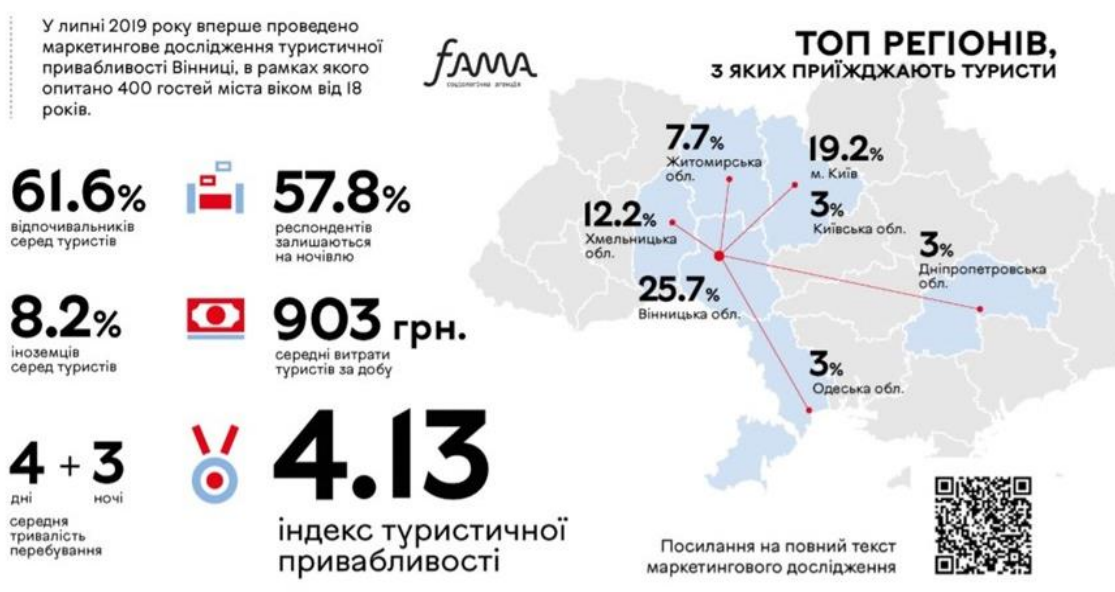 У липні 2019 року вперше проведено
маркетингове дослідження туристичної
привабливості Вінниці, в рамках якого
опитано 400 гостей міста віком від 18
років.
fama
соціологічна агенція
61.6%
відпочивальників
серед туристів
57.8%
респондентів
залишаються
на ночівлю
8.2%
іноземців
серед туристів
903 грн.
середні витрати
туристів за добу
4 + 3
дні ночі
середня
тривалість
перебування
4.13
індекс туристичної
привабливості
ТОП РЕГІОНІВ,
З ЯКИХ ПРИЇЖДЖАЮТЬ ТУРИСТИ
7.7%
Житомирська
обл.
19.2%
м. Київ
3%
Київська обл.
12.2%
Хмельницька
обл.
3%
Дніпропетровська
обл.
25.7%
Вінницька обл.
3%
Одеська обл.
Посилання на повний текст
маркетингового дослідження